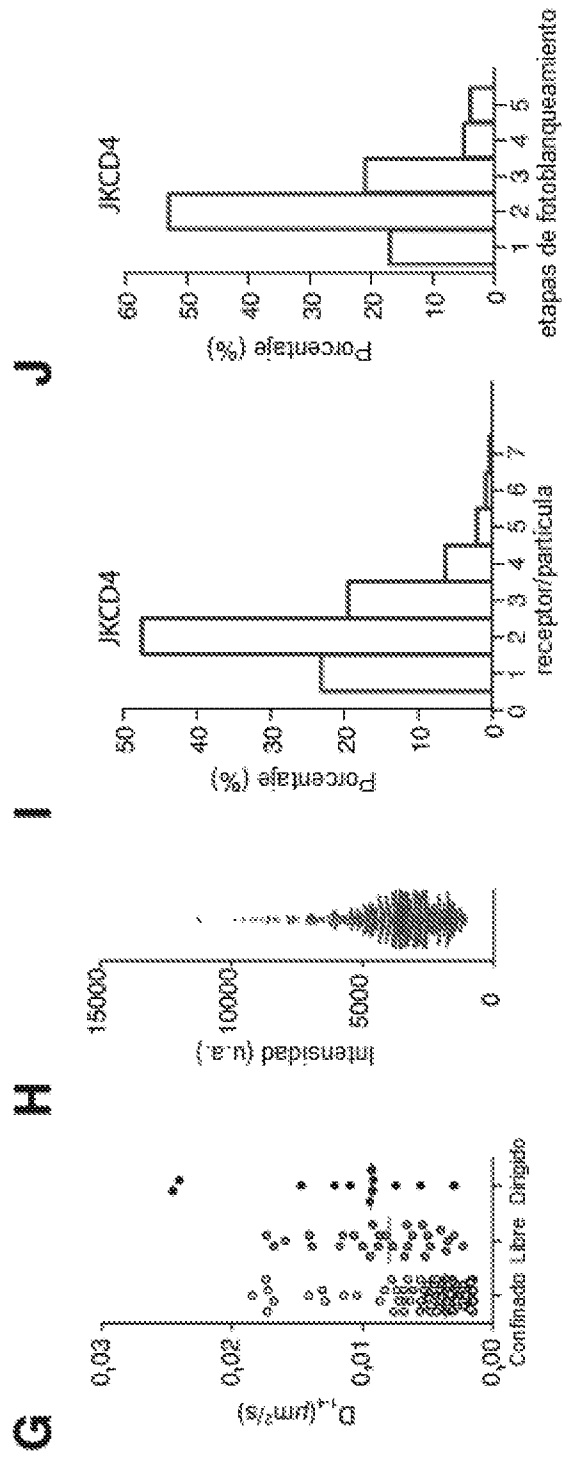 G
D1-4(µm²/s)
0,03
0,02
0,01
0,00
Confinado Libre Dirigido
H
Intensidad (u.a.)
15000
10000
5000
0
I
JKCD4
Porcentaje (%)
50
40
30
20
10
0
0 1 2 3 4 5 6 7
receptor/partícula
J
JKCD4
Porcentaje (%)
60
50
40
30
20
10
0
1 2 3 4 5
etapas de fotoblanqueamiento